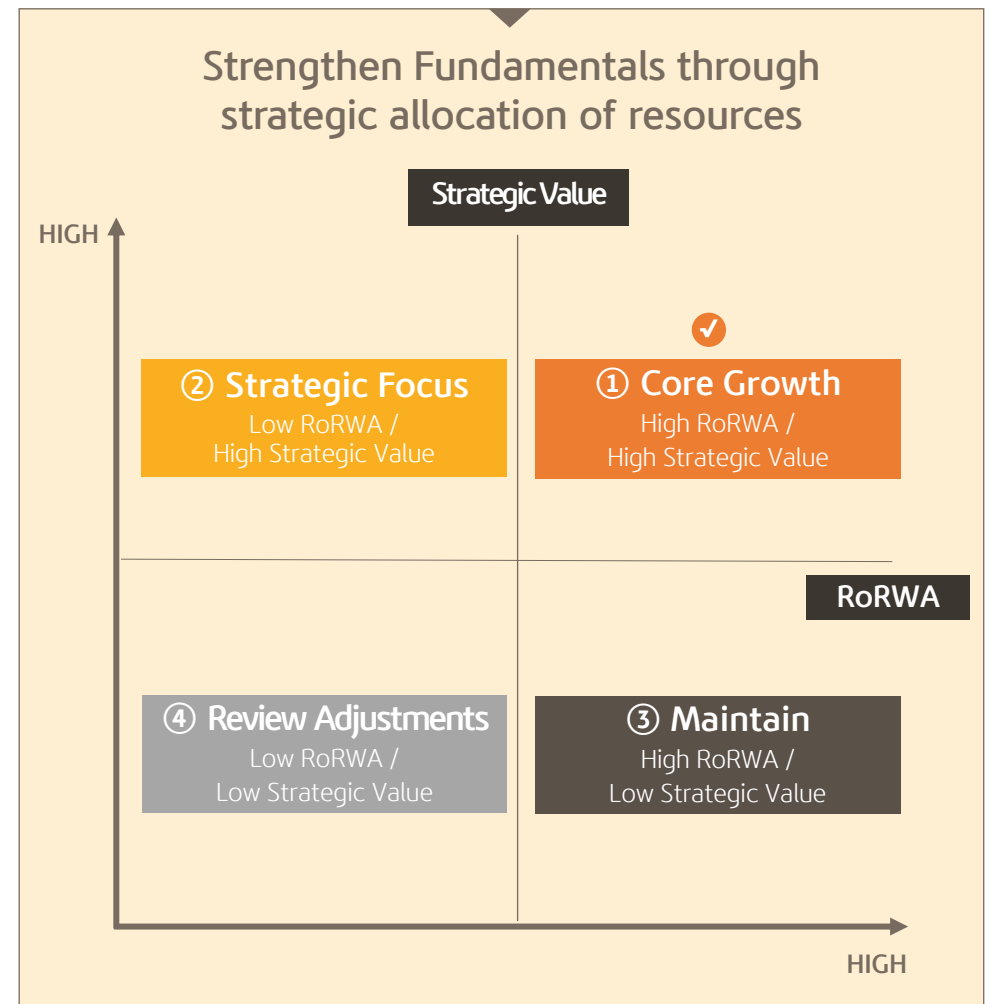 Strengthen Fundamentals through
strategic allocation of resources
Strategic Value
HIGH
② Strategic Focus
Low RoRWA /
High Strategic Value
① Core Growth
High RoRWA /
High Strategic Value
RoRWA
④ Review Adjustments
Low RoRWA /
Low Strategic Value
③ Maintain
High RoRWA /
Low Strategic Value
HIGH